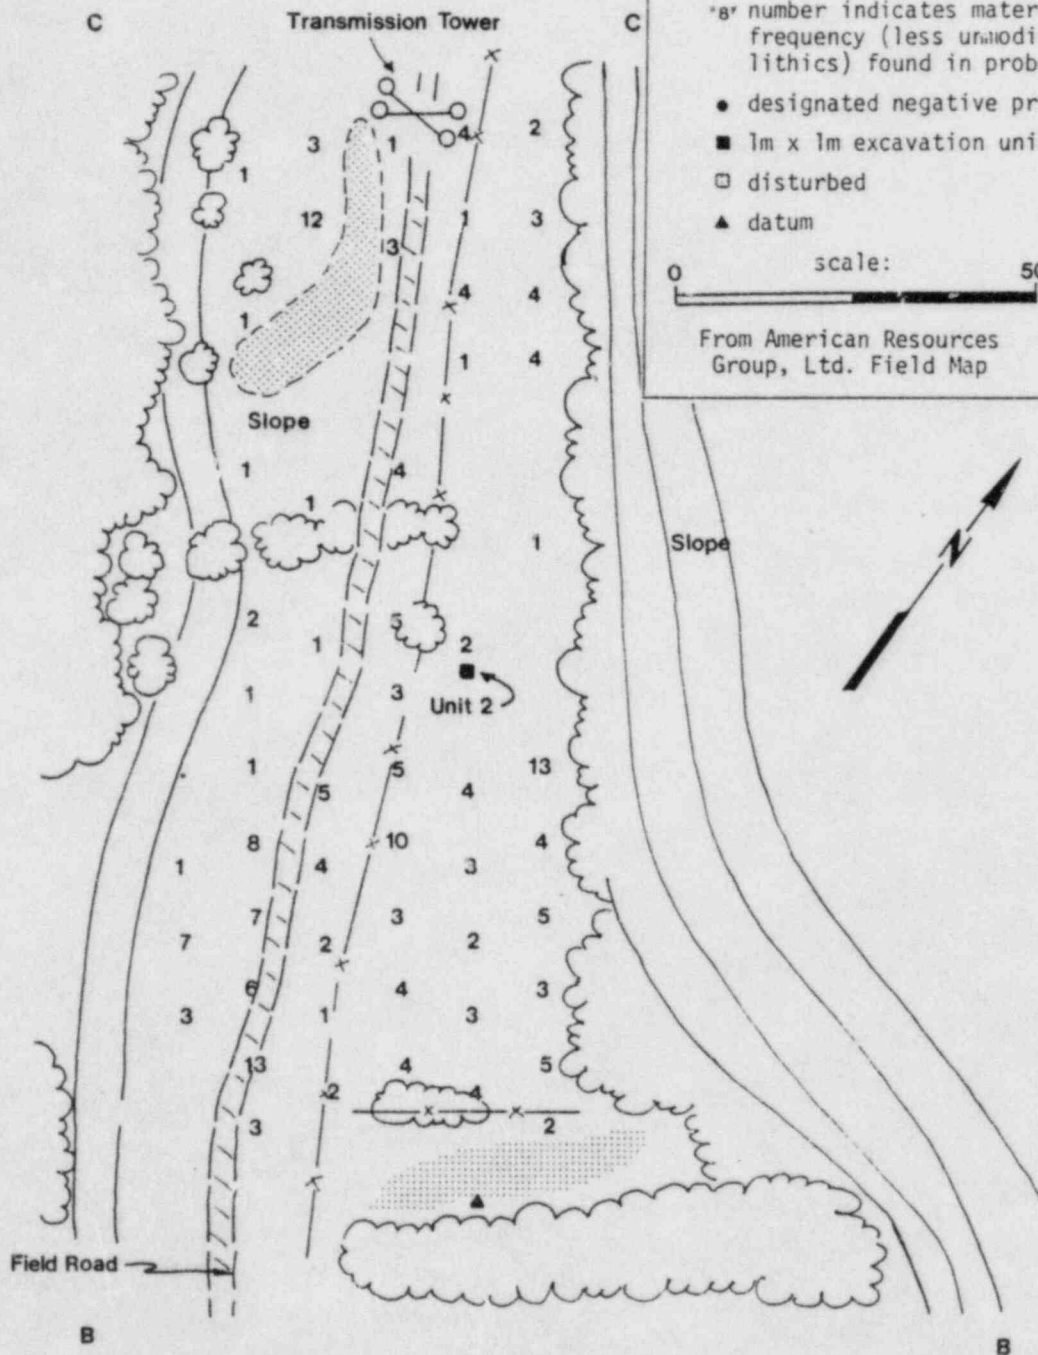 C
Transmission Tower
C
"8" number indicates mater
frequency (less unmodi
lithics) found in prob
designated negative pr
1m x 1m excavation uni
disturbed
datum
scale:
0 50
From American Resources
Group, Ltd. Field Map
3 1 4 2
1
12 1 3
3
4 4
1
1 4
Slope
1 4
1
1
Slope
N
2 5
1 2
1 3
Unit 2
1 5 13
5 4
8 10 4
1 4 3
7 3 5
7 2 2
6 4 3
3 1 3
13 4 5
2 4
3 2
Field Road
B
B